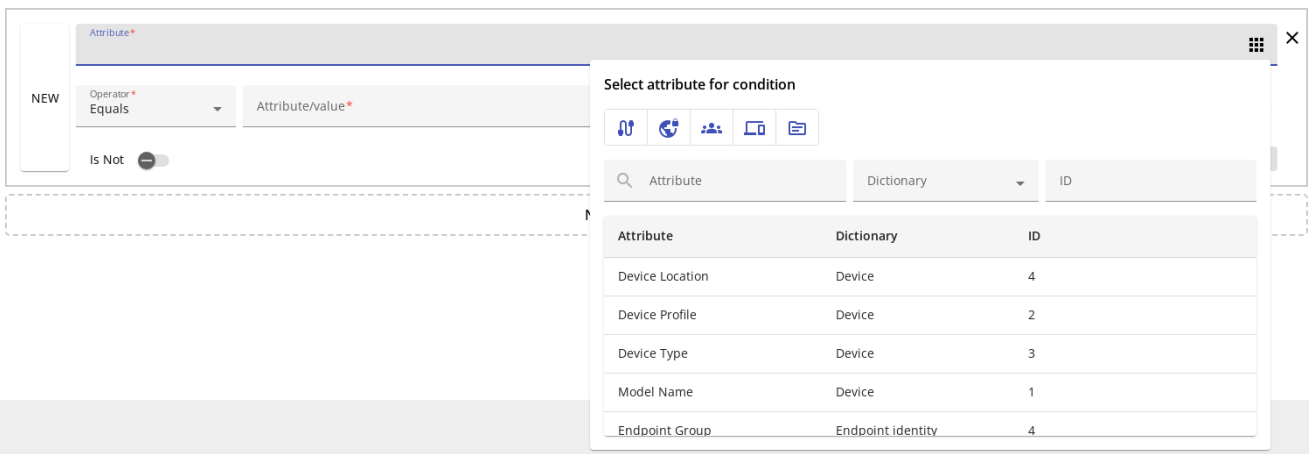 Attribute*
NEW
Operator*
Equals
Attribute/value*
Is Not
Select attribute for condition
Attribute Dictionary ID
Attribute Dictionary ID
Device Location Device 4
Device Profile Device 2
Device Type Device 3
Model Name Device 1
Endpoint Group Endpoint identity 4